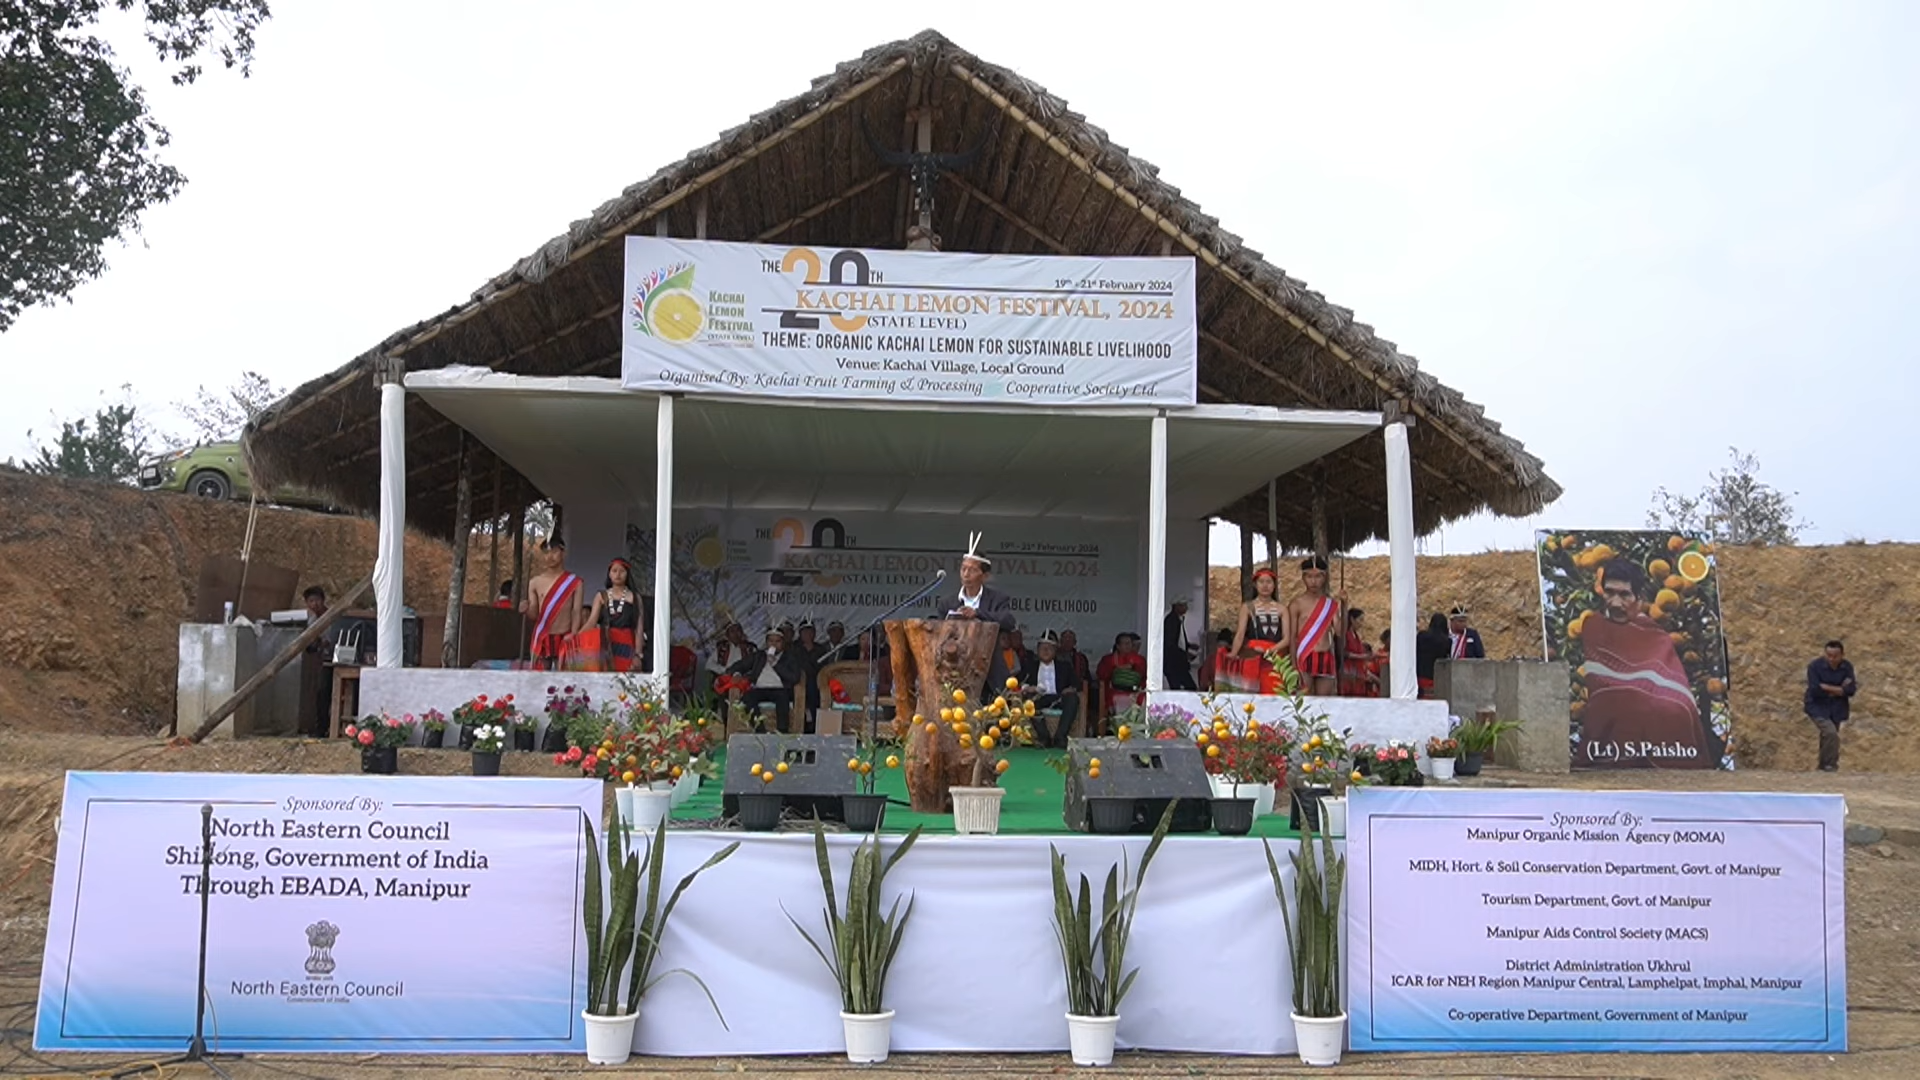 THE 20TH
19th - 21st February 2024
KACHAI LEMON FESTIVAL, 2024
(STATE LEVEL)
THEME: ORGANIC KACHAI LEMON FOR SUSTAINABLE LIVELIHOOD
Venue: Kachai Village, Local Ground
Organised By: Kachai Fruit Farming & Processing Cooperative Society Ltd.
KACHAI
LEMON
FESTIVAL
(STATE LEVEL)
THE 20TH
19th - 21st February 2024
KACHAI LEMON FESTIVAL, 2024
(STATE LEVEL)
THEME: ORGANIC KACHAI LEMON LIVELIHOOD
(Lt) S.Paisho
Sponsored By:
North Eastern Council
Shillong, Government of India
Through EBADA, Manipur
North Eastern Council
Government of India
Sponsored By:
Manipur Organic Mission Agency (MOMA)
MIDH, Hort. & Soil Conservation Department, Govt. of Manipur
Tourism Department, Govt. of Manipur
Manipur Aids Control Society (MACS)
District Administration Ukhrul
ICAR for NEH Region Manipur Central, Lamphelpat, Imphal, Manipur
Co-operative Department, Government of Manipur